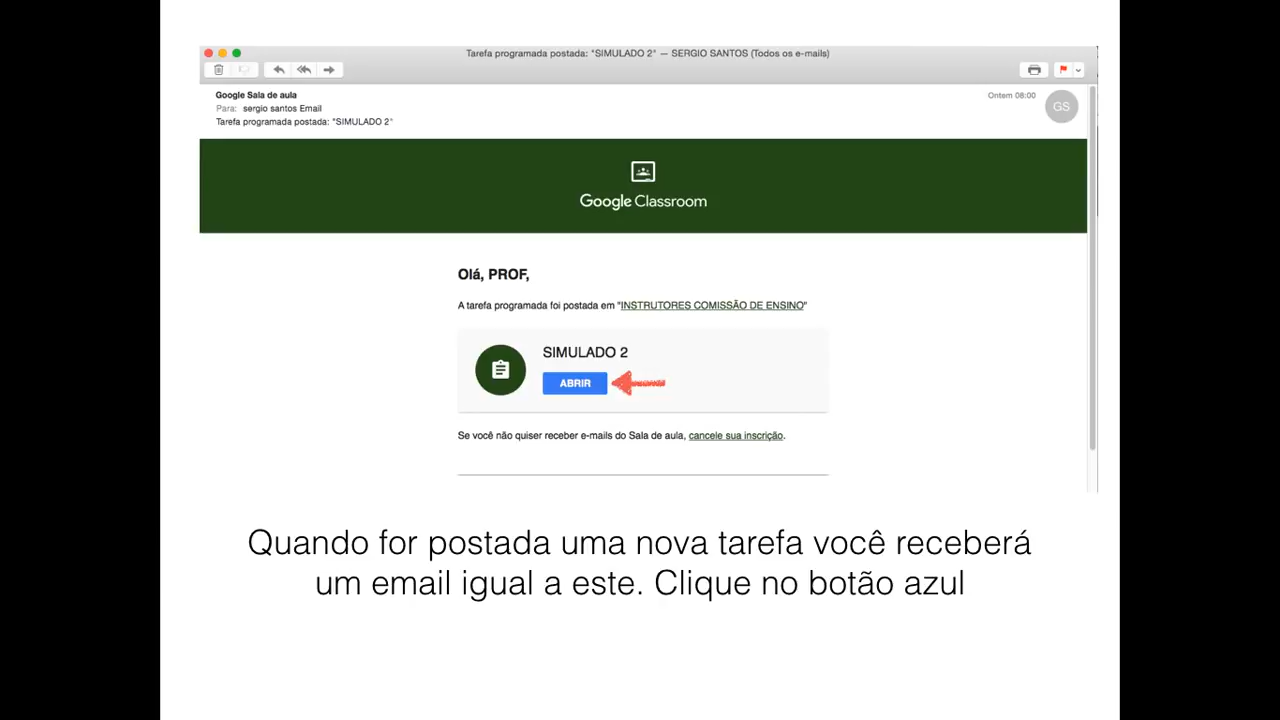 Tarefa programada postada: "SIMULADO 2" — SERGIO SANTOS (Todos os e-mails)
Google Sala de aula
Ontem 08:00
GS
Para: sergio santos Email
Tarefa programada postada: "SIMULADO 2"
Google Classroom
Olá, PROF,
A tarefa programada foi postada em "INSTRUTORES COMISSÃO DE ENSINO"
SIMULADO 2
ABRIR
Se você não quiser receber e-mails do Sala de aula, cancele sua inscrição.
Quando for postada uma nova tarefa você receberá
um email igual a este. Clique no botão azul